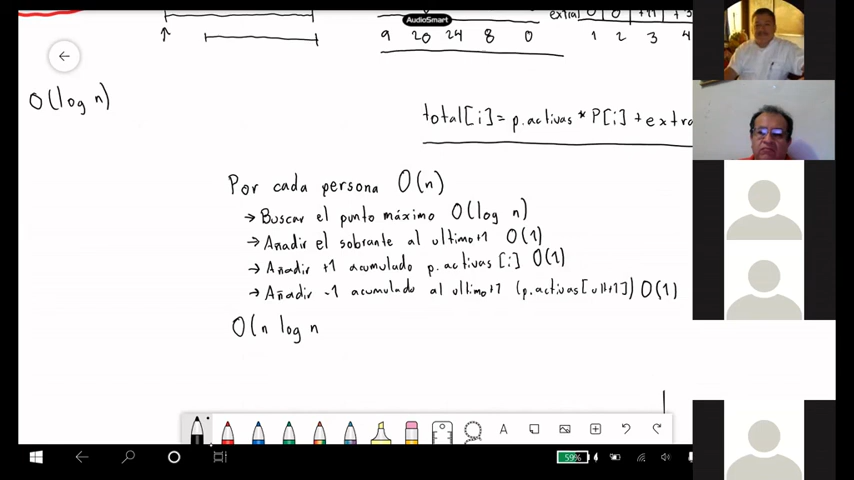 AudioSmart
extra 0 0 +11
9 20 24 8 0
1 2 3 4
O(log n)
total[i]= p.activas * P[i] + extra
Por cada persona O(n)
→ Buscar el punto máximo O(log n)
→ Añadir el sobrante al ultimo+1 O(1)
→ Añadir +1 acumulado p.activas [i] O(1)
→ Añadir -1 acumulado al ultimo+1 (p.activas[ult+1]) O(1)
O(n log n
59%